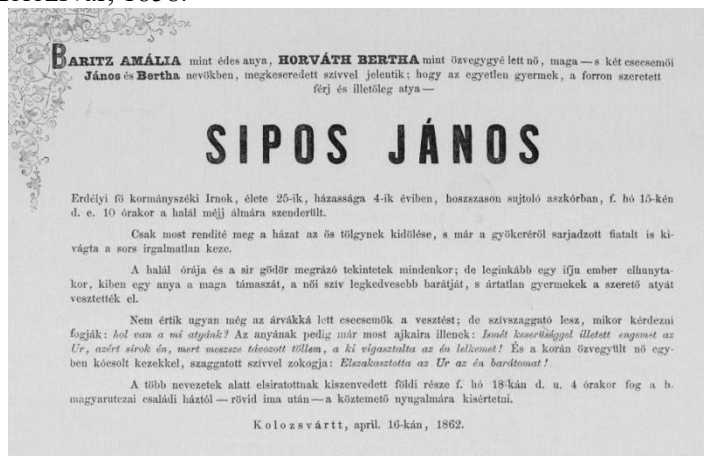 BARITZ AMÁLIA mint édes anya, HORVÁTH BERTHA mint özvegygyé lett nő, maga — s két csecsemői
János és Bertha nevökben, megkeseredett szívvel jelentik; hogy az egyetlen gyermek, a forron szeretett
férj és illetőleg atya —
SIPOS JÁNOS
Erdélyi fő kormányszéki Irnok, élete 25-ik, házassága 4-ik éviben, hoszszason sujtoló aszkórban, f. hó 15-kén
d. e. 10 órakor a halál méjj álmára szenderült.
Csak most rendité meg a házat az ős tölgynek kidőlése, s már a gyökeréről sarjadzott fiatalt is ki-
vágta a sors irgalmatlan keze.
A halál órája és a sir gödör megrázó tekintetek mindenkor; de leginkább egy ifju ember elhunyta-
kor, kiben egy anya a maga támaszát, a női sziv legkedvesebb barátját, s ártatlan gyermekek a szerető atyát
vesztették el.
Nem értik ugyan még az árvákká lett csecsemők a vesztést; de szivszaggató lesz, mikor kérdezni
fogják: hol van a mi atyánk? Az anyának pedig már most ajkaira illenek: Ismét keserüséggel illetett engemet az
Ur, azért sirok én, mert meszsze távozott töllem, a ki vigasztalta az én lelkemet! És a korán özvegyült nő egy-
ben kócsolt kezekkel, szaggatott szívvel zokogja: Elszakasztotta az Ur az én barátomat!
A több nevezetek alatt elsiratottnak kiszenvedett földi része f. hó 18-kán d. u. 4 órakor fog a b.
magyarutczai családi háztól — rövid ima után — a köztemető nyugalmára kisértetni.
Kolozsvártt, april. 16-kán, 1862.